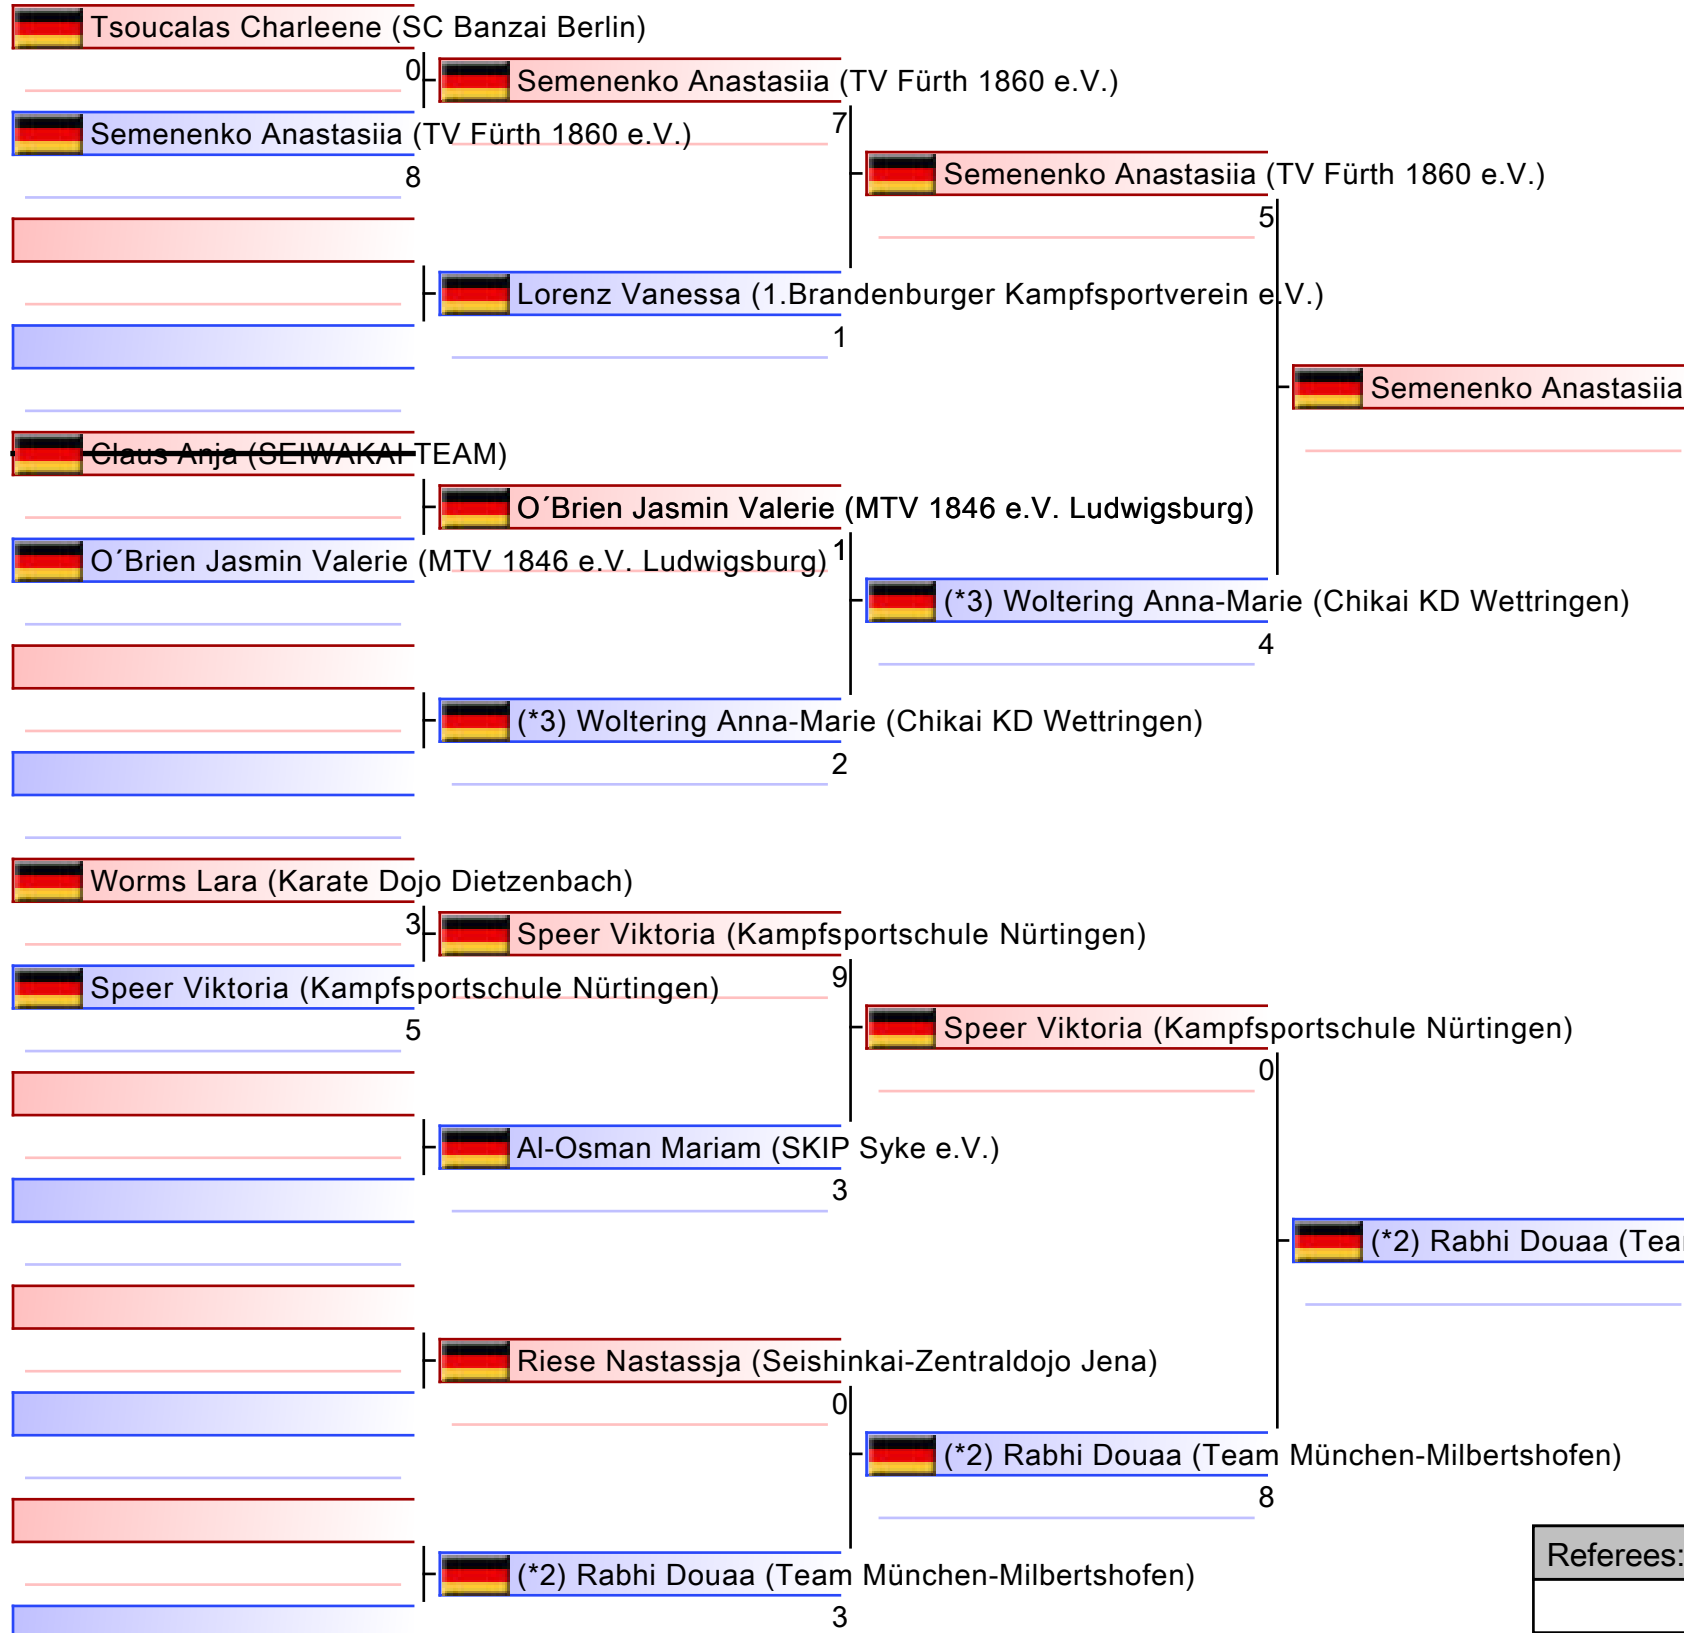 Tsoucalas Charleene (SC Banzai Berlin)
0
Semenenko Anastasiia (TV Fürth 1860 e.V.)
Semenenko Anastasiia (TV Fürth 1860 e.V.)
7
8
Semenenko Anastasiia (TV Fürth 1860 e.V.)
5
Lorenz Vanessa (1.Brandenburger Kampfsportverein e.V.)
1
Semenenko Anastasiia
Claus Anja (SEIWAKAI-TEAM)
O´Brien Jasmin Valerie (MTV 1846 e.V. Ludwigsburg)
1
O´Brien Jasmin Valerie (MTV 1846 e.V. Ludwigsburg)
(*3) Woltering Anna-Marie (Chikai KD Wettringen)
4
(*3) Woltering Anna-Marie (Chikai KD Wettringen)
2
Worms Lara (Karate Dojo Dietzenbach)
3
Speer Viktoria (Kampfsportschule Nürtingen)
9
Speer Viktoria (Kampfsportschule Nürtingen)
5
Speer Viktoria (Kampfsportschule Nürtingen)
0
Al-Osman Mariam (SKIP Syke e.V.)
3
(*2) Rabhi Douaa (Tea
Riese Nastassja (Seishinkai-Zentraldojo Jena)
0
(*2) Rabhi Douaa (Team München-Milbertshofen)
8
Referees:
(*2) Rabhi Douaa (Team München-Milbertshofen)
3